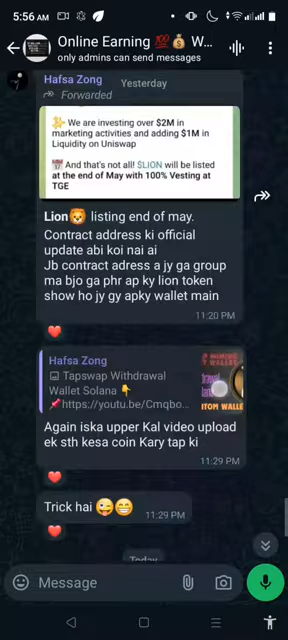 5:56 AM
Online Earning 💯💰 W...
only admins can send messages
Hafsa Zong
Yesterday
Forwarded
We are investing over $2M in
marketing activities and adding $1M in
Liquidity on Uniswap
And that's not all! $LION will be listed
at the end of May with 100% Vesting at
TGE
Lion🦁 listing end of may.
Contract address ki official
update abi koi nai ai
Jb contract adress a jy ga group
ma bjo ga phr ap ky lion token
show ho jy gy apky wallet main
11:20 PM
❤️
Hafsa Zong
Tapswap Withdrawal
Wallet Solana 👇
📌https://youtu.be/Cmqbo...
Again iska upper Kal video upload
ek sth kesa coin Kary tap ki
11:29 PM
❤️
Trick hai 😜😁
11:29 PM
❤️
Today
Message